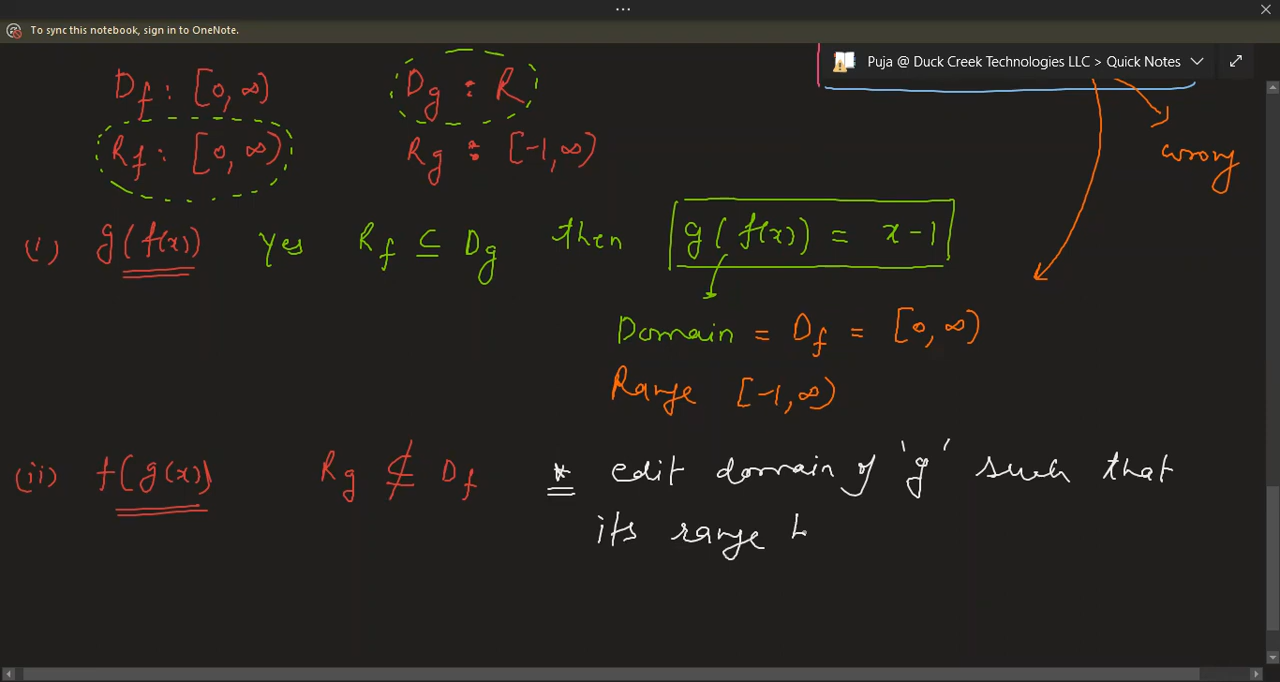 ...
To sync this notebook, sign in to OneNote.
Puja @ Duck Creek Technologies LLC > Quick Notes
Df : [0, ∞) Dg : R
Rf : [0, ∞) Rg : [-1, ∞)
wrong
(i) g(f(x)) Yes Rf ⊆ Dg then g(f(x)) = x-1
Domain = Df = [0, ∞)
Range [-1, ∞)
(ii) f(g(x)) Rg ⊈ Df * edit domain of 'g' such that
its range